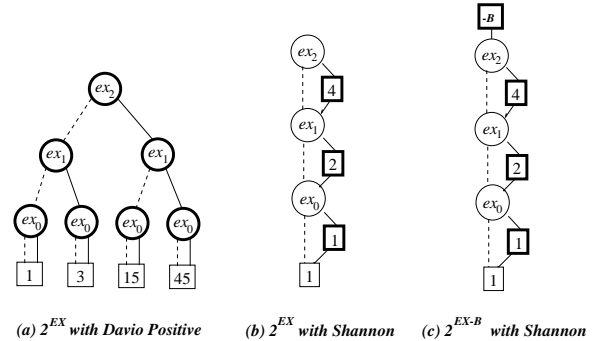 -B
ex2 ex2
ex2 4 4
ex1 ex1
ex1 ex1 2 2
ex0 ex0 ex0 ex0 ex0 ex0
1 1
1 3 15 45 1 1
(a) 2^EX with Davio Positive (b) 2^EX with Shannon (c) 2^EX-B with Shannon